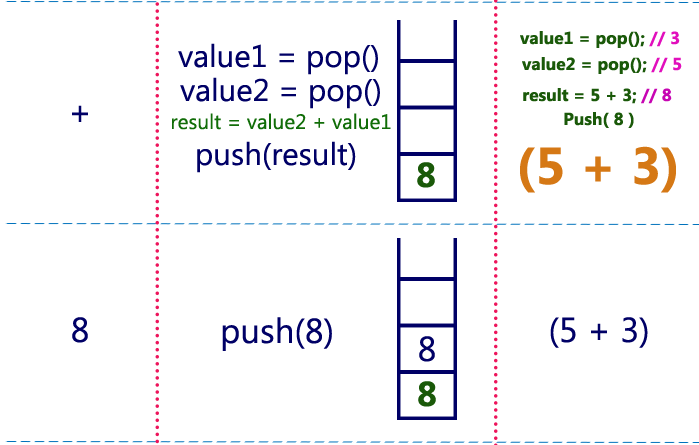 +
value1 = pop()
value2 = pop()
result = value2 + value1
push(result)
8
value1 = pop(); // 3
value2 = pop(); // 5
result = 5 + 3; // 8
Push( 8 )
(5 + 3)
8
push(8)
8
8
(5 + 3)